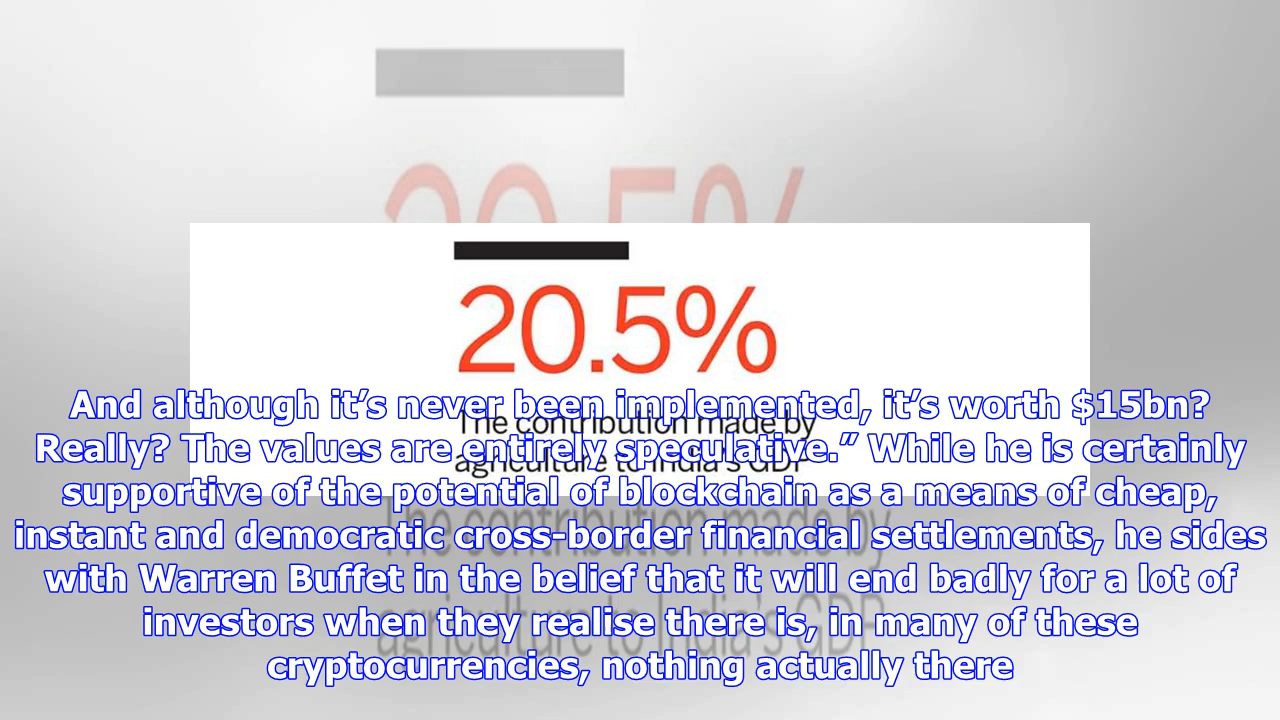 20.5%
The contribution made by
agriculture to India's GDP
And although it’s never been implemented, it’s worth $15bn?
Really? The values are entirely speculative.” While he is certainly
supportive of the potential of blockchain as a means of cheap,
instant and democratic cross-border financial settlements, he sides
with Warren Buffet in the belief that it will end badly for a lot of
investors when they realise there is, in many of these
cryptocurrencies, nothing actually there